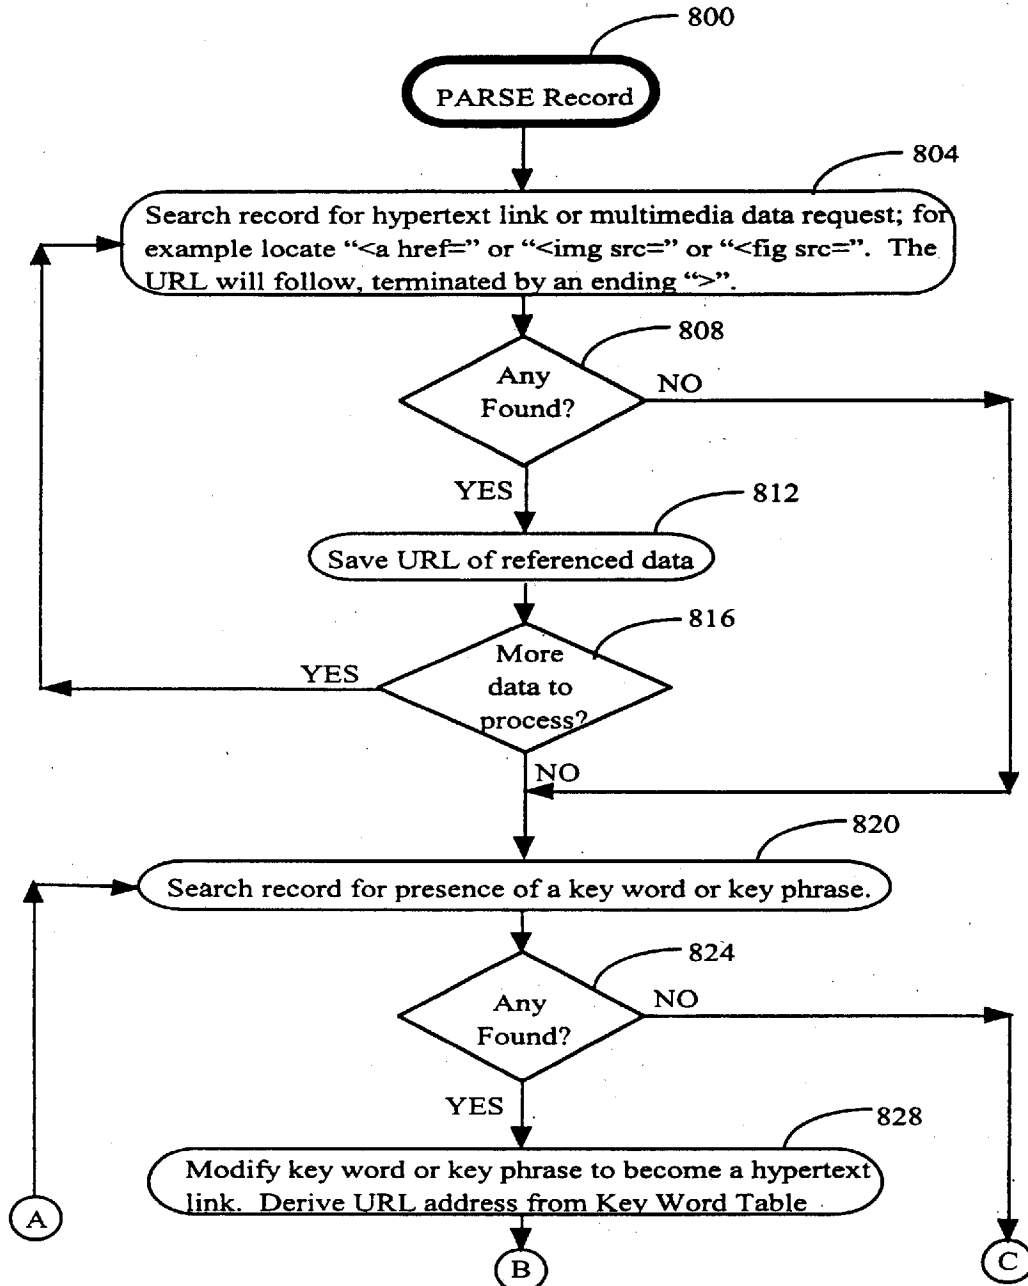 800
PARSE Record
804
Search record for hypertext link or multimedia data request; for
example locate “<a href=” or “<img src=” or “<fig src=”. The
URL will follow, terminated by an ending “>”.
808
Any
Found?
NO
YES
812
Save URL of referenced data
816
More
data to
process?
YES
NO
820
Search record for presence of a key word or key phrase.
824
Any
Found?
NO
YES
828
Modify key word or key phrase to become a hypertext
link. Derive URL address from Key Word Table
A
B
C